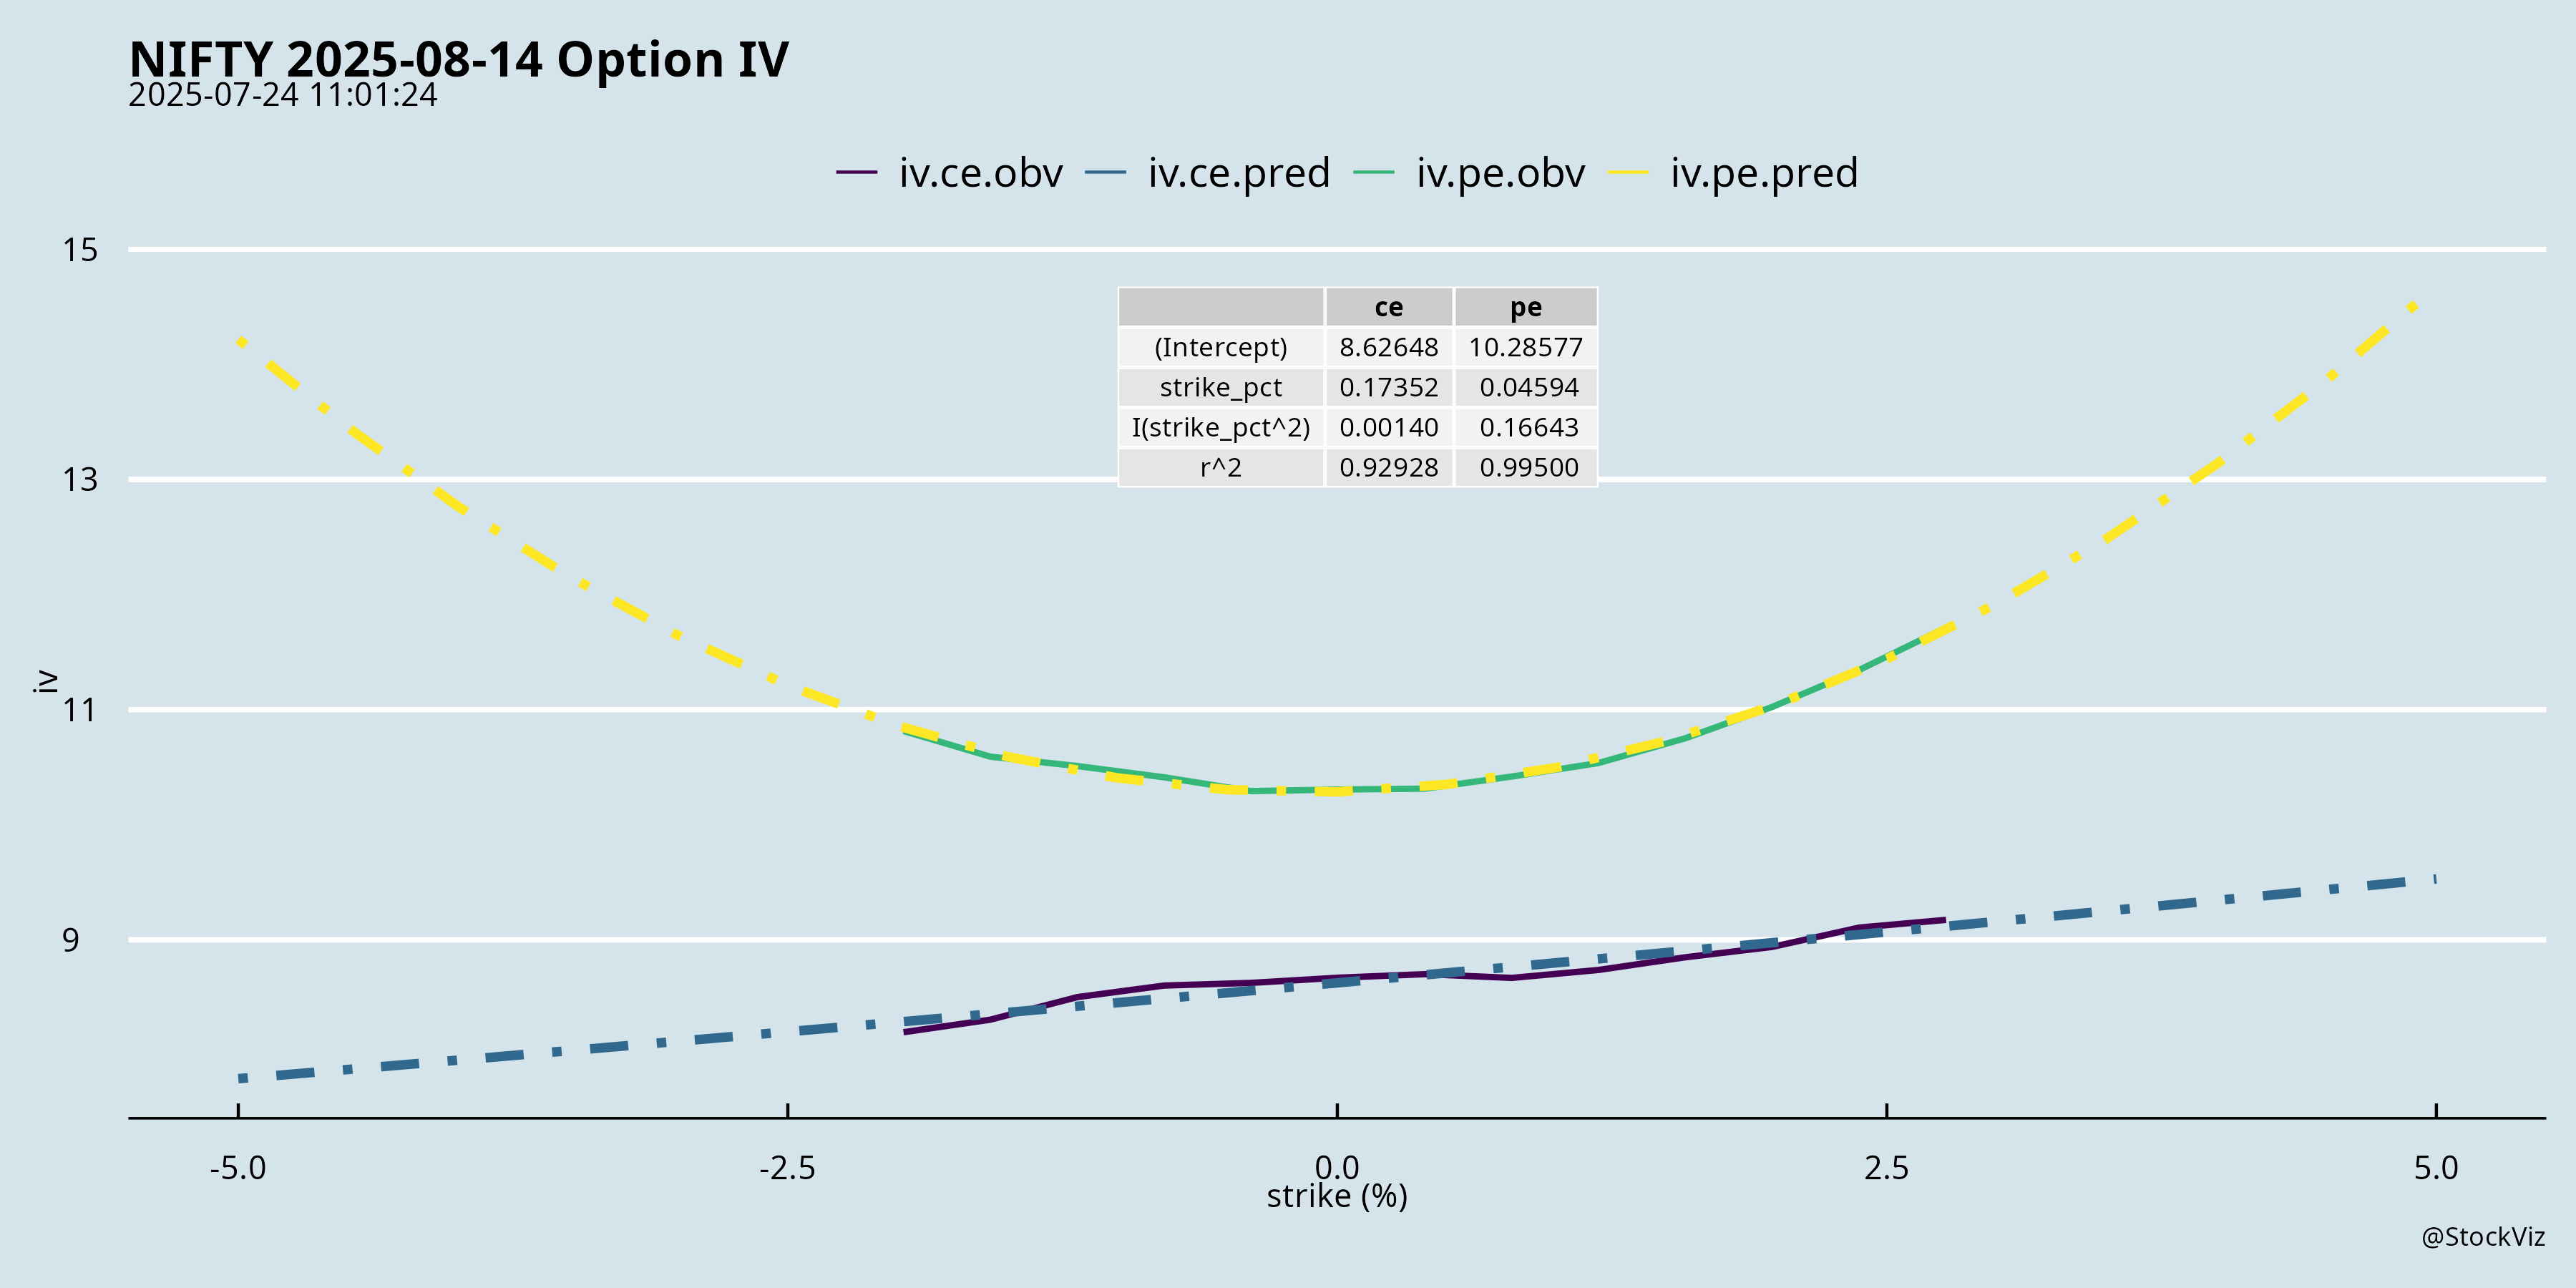 NIFTY 2025-08-14 Option IV
2025-07-24 11:01:24
iv.ce.obv iv.ce.pred iv.pe.obv iv.pe.pred
15
ce pe
(Intercept) 8.62648 10.28577
strike_pct 0.17352 0.04594
I(strike_pct^2) 0.00140 0.16643
r^2 0.92928 0.99500
13
iv
11
9
-5.0 -2.5 0.0 2.5 5.0
strike (%)
@StockViz